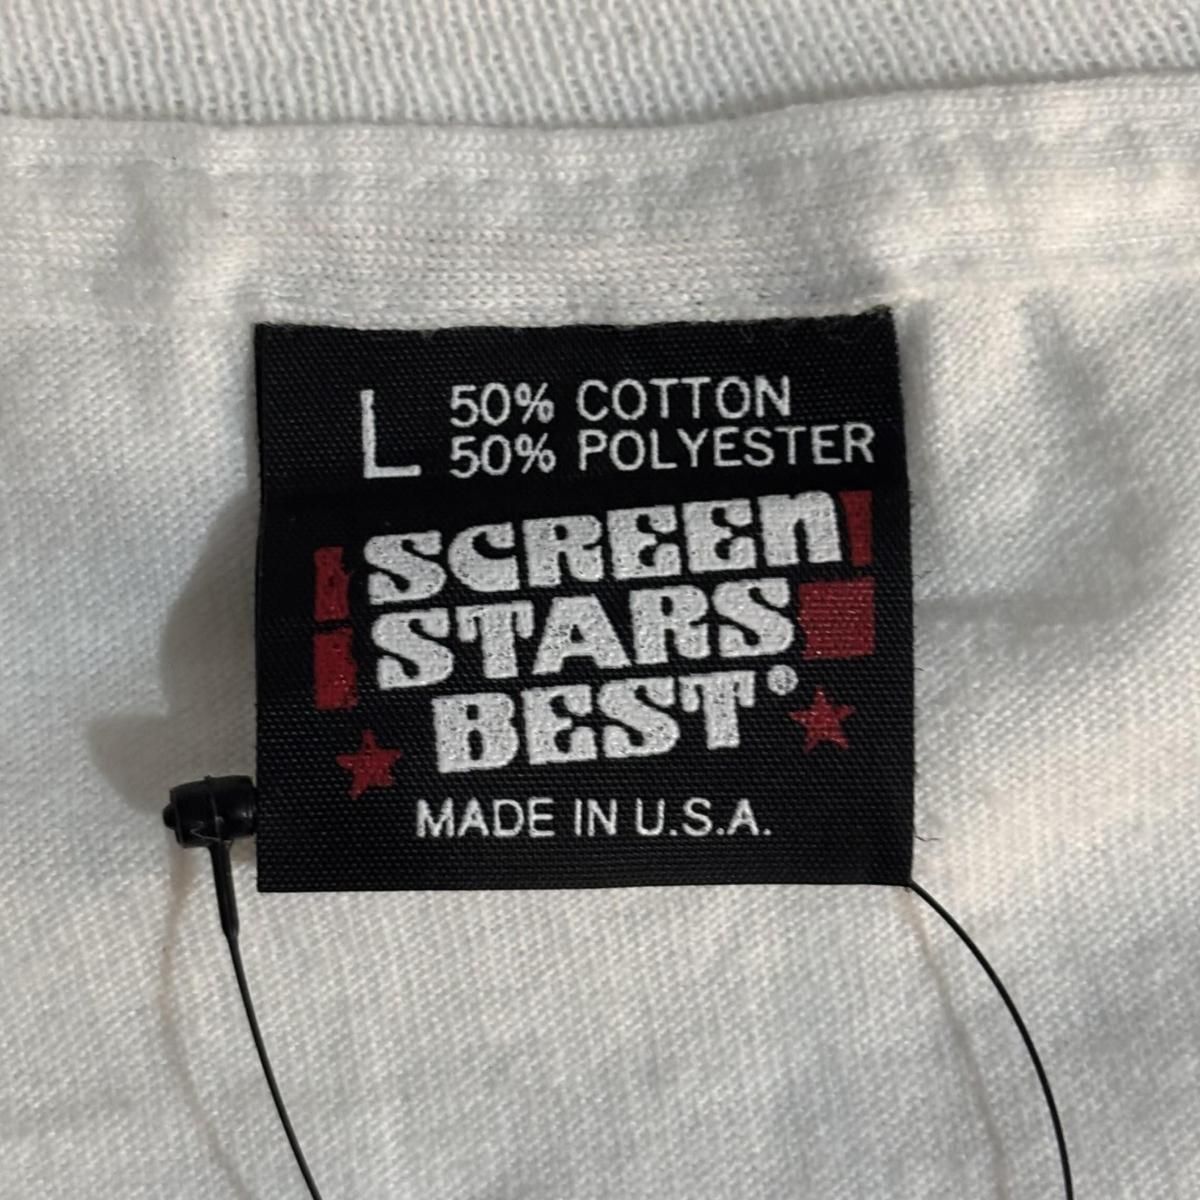 L 50% COTTON
50% POLYESTER
SCREEN
STARS
BEST®
MADE IN U.S.A.